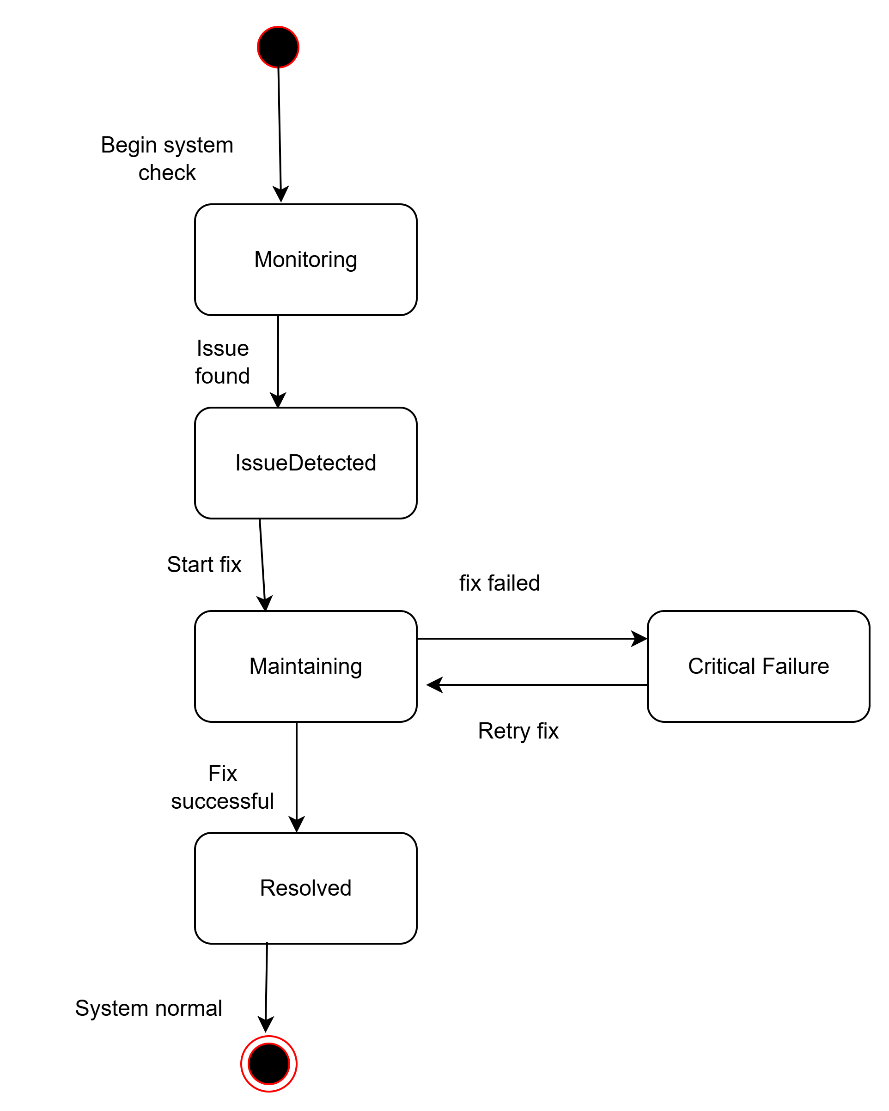 Begin system
check
Monitoring
Issue
found
IssueDetected
Start fix
fix failed
Maintaining
Critical Failure
Retry fix
Fix
successful
Resolved
System normal